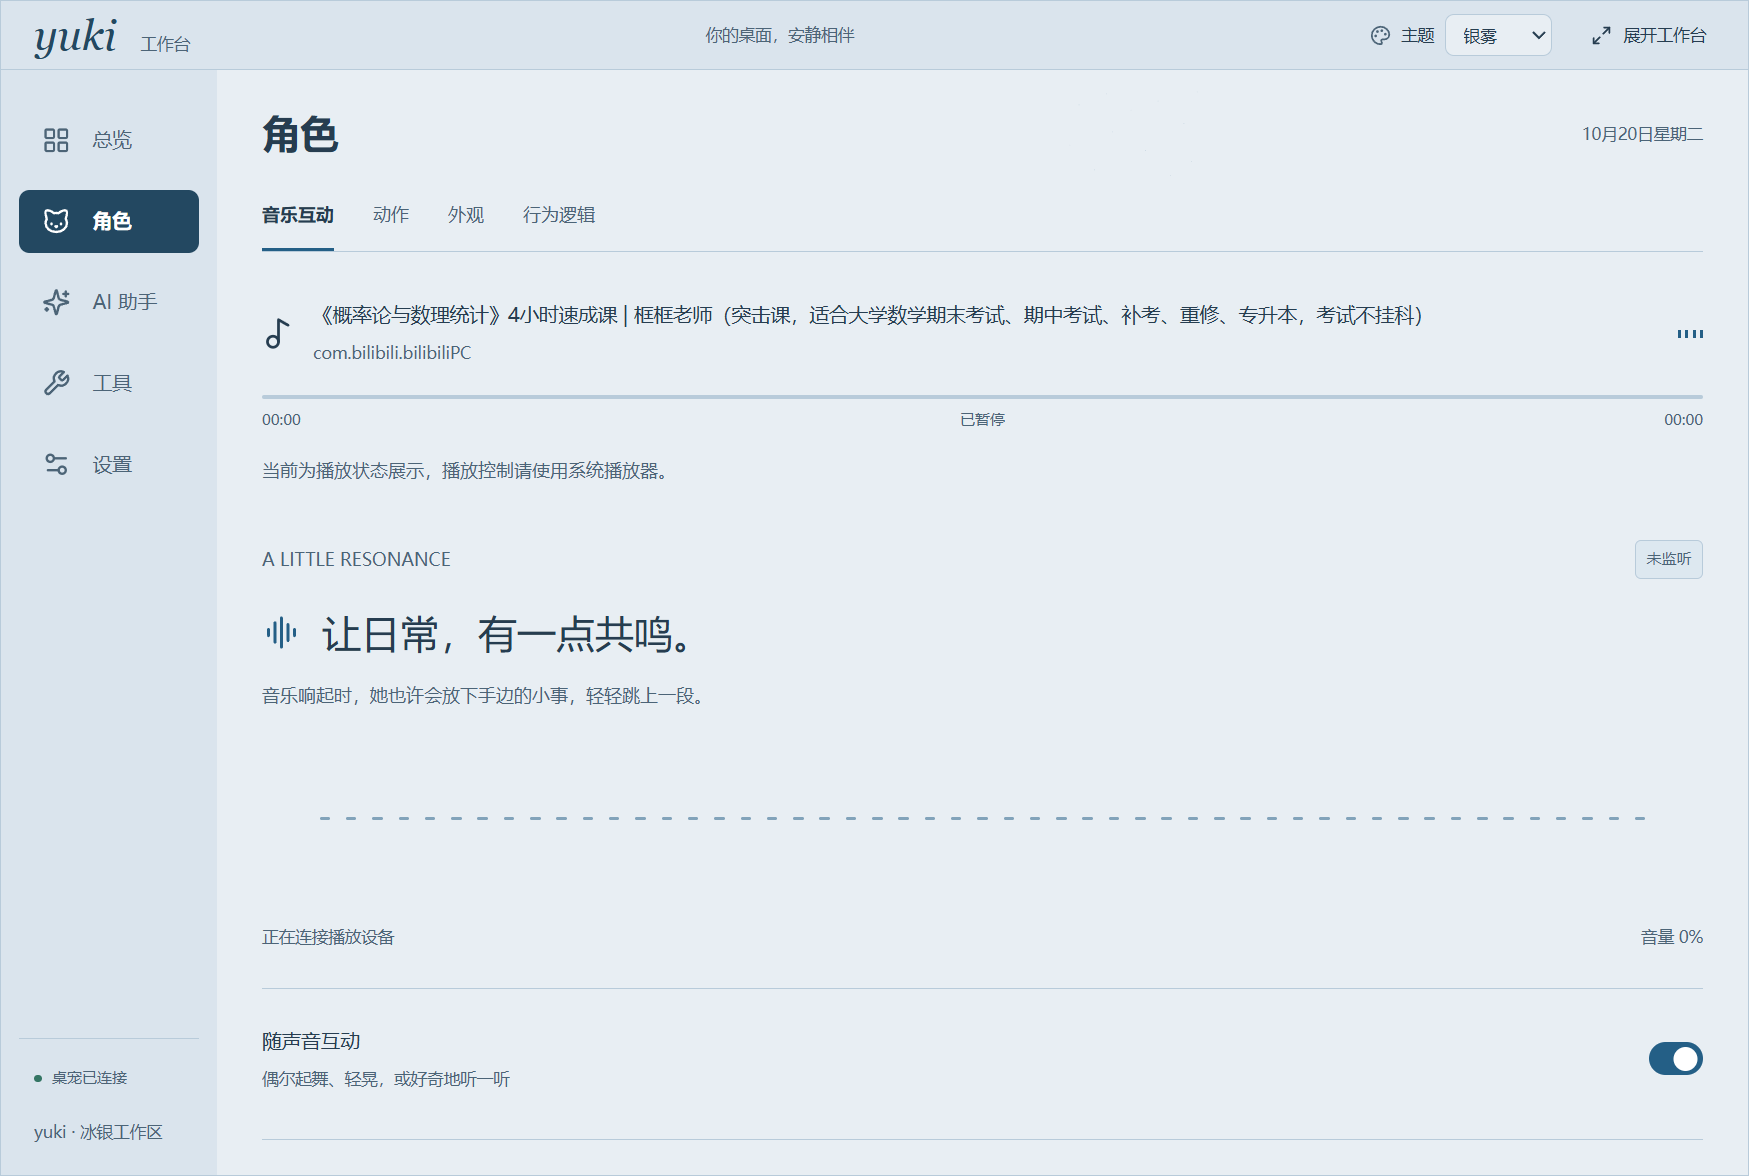 yuki 工作台
你的桌面，安静相伴
主题 银雾
展开工作台
总览
角色
AI 助手
工具
设置
桌宠已连接
yuki · 冰银工作区
角色
10月20日星期二
音乐互动 动作 外观 行为逻辑
《概率论与数理统计》4小时速成课 | 框框老师（突击课，适合大学数学期末考试、期中考试、补考、重修、专升本，考试不挂科）
com.bilibili.bilibiliPC
00:00 已暂停 00:00
当前为播放状态展示，播放控制请使用系统播放器。
A LITTLE RESONANCE
未监听
让日常，有一点共鸣。
音乐响起时，她也许会放下手边的小事，轻轻跳上一段。
正在连接播放设备
音量 0%
随声音互动
偶尔起舞、轻晃，或好奇地听一听